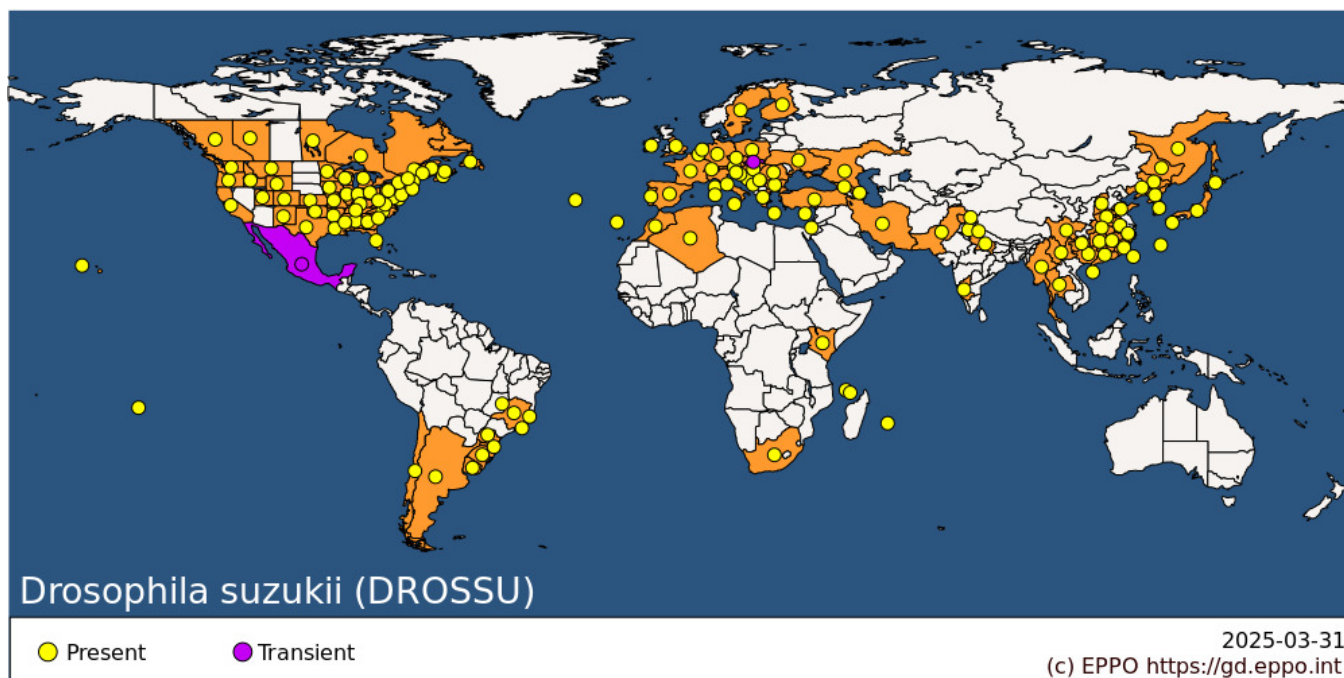 Drosophila suzukii (DROSSU)
Present
Transient
2025-03-31
(c) EPPO https://gd.eppo.int